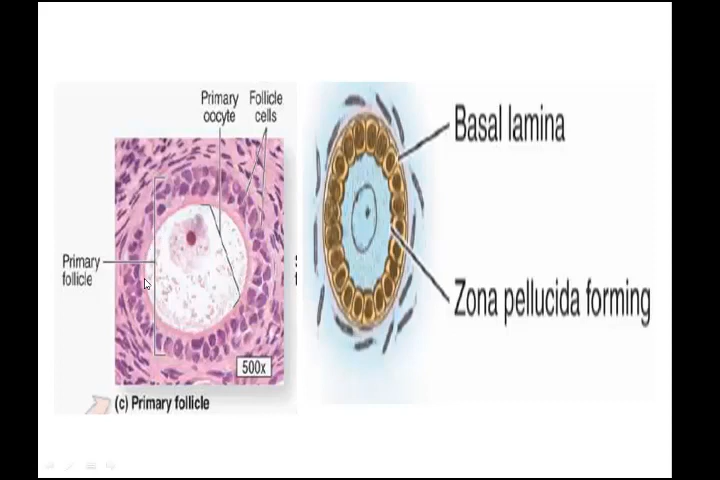 Primary
oocyte
Follicle
cells
Primary
follicle
500x
(c) Primary follicle
Basal lamina
Zona pellucida forming